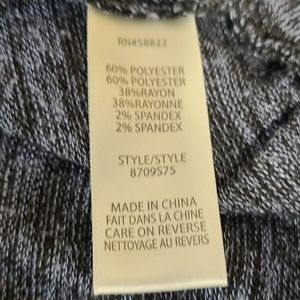 RN#58822
60% POLYESTER
60% POLYESTER
38%RAYON
38%RAYONNE
2% SPANDEX
2% SPANDEX
STYLE/STYLE
8709S75
MADE IN CHINA
FAIT DANS LA CHINE
CARE ON REVERSE
NETTOYAGE AU REVERS